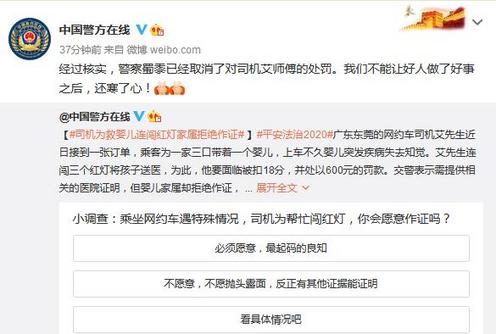 中国警方在线
37分钟前 来自 微博 weibo.com
经过核实，警察蜀黍已经取消了对司机艾师傅的处罚。我们不能让好人做了好事
之后，还寒了心！
@中国警方在线
【#司机为救婴儿连闯红灯家属拒绝作证#】#平安法治2020#广东东莞的网约车司机艾先生近
日接到一张订单，乘客为一家三口带着一个婴儿，上车不久婴儿突发疾病失去知觉。艾先生连
闯三个红灯将孩子送医，为此，他要面临被扣18分，并处以600元的罚款。交警表示需提供相
关的医院证明，但婴儿家属却拒绝作证， ... 展开全文
小调查：乘坐网约车遇特殊情况，司机为帮忙闯红灯，你会愿意作证吗？
必须愿意，最起码的良知
不愿意，不愿抛头露面，反正有其他证据能证明
看具体情况吧